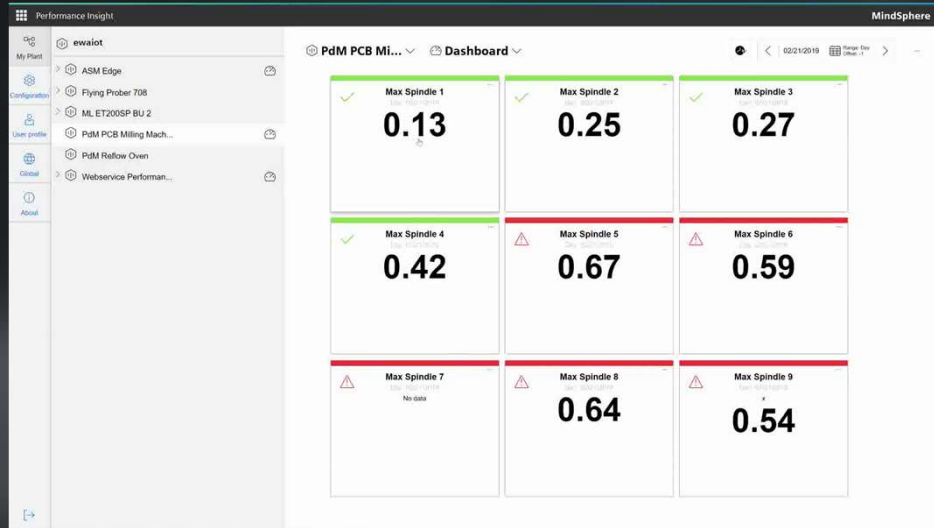 Performance Insight
MindSphere
My Plant
Configuration
User profile
Global
About
ewaiot
ASM Edge
Flying Prober 708
ML ET200SP BU 2
PdM PCB Milling Mach...
PdM Reflow Oven
Webservice Performan...
PdM PCB Mi...
Dashboard
02/21/2019
Range: Day
Offset: -1
Max Spindle 1
0.13
Max Spindle 2
0.25
Max Spindle 3
0.27
Max Spindle 4
0.42
Max Spindle 5
0.67
Max Spindle 6
0.59
Max Spindle 7
No data
Max Spindle 8
0.64
Max Spindle 9
x
0.54